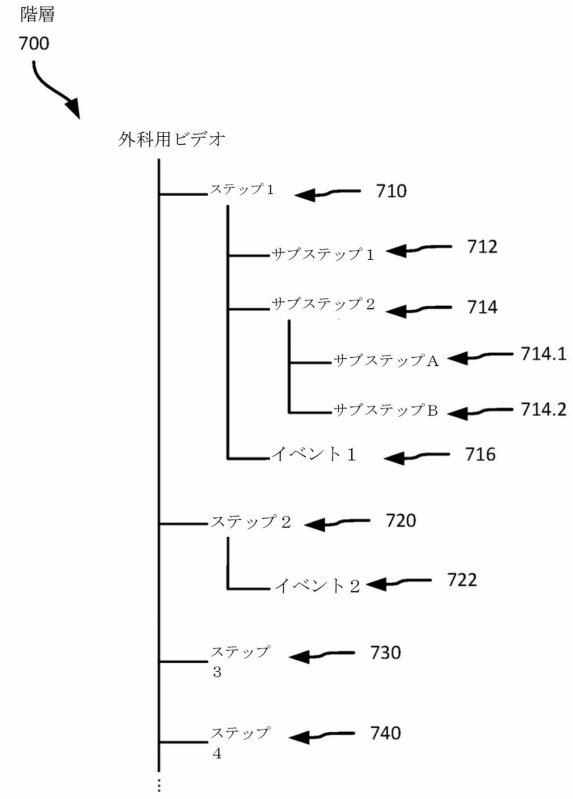 階層
700
外科用ビデオ
ステップ1 710
サブステップ1 712
サブステップ2 714
サブステップA 714.1
サブステップB 714.2
イベント1 716
ステップ2 720
イベント2 722
ステップ 730
3
ステップ 740
4
⋮